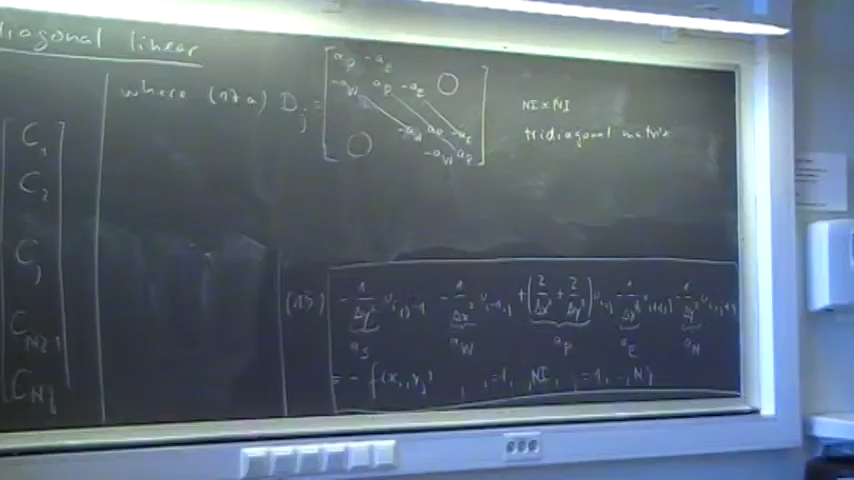 diagonal linear
where (17a) D_j = [ a_P -a_E
-a_W a_P -a_E
-a_W a_P -a_E
-a_W a_P ]
NI×NI
tridiagonal matrix
C_1
C_2
C_j
C_NJ-1
C_NJ
(15) -1/Δy² u_i,j-1 -1/Δx² u_i-1,j +(2/Δx² + 2/Δy²) u_i,j -1/Δx² u_i+1,j -1/Δy² u_i,j+1
a_S a_W a_P a_E a_N
= -f(x_i, y_j), i=1,..,NI, j=1,..,NJ